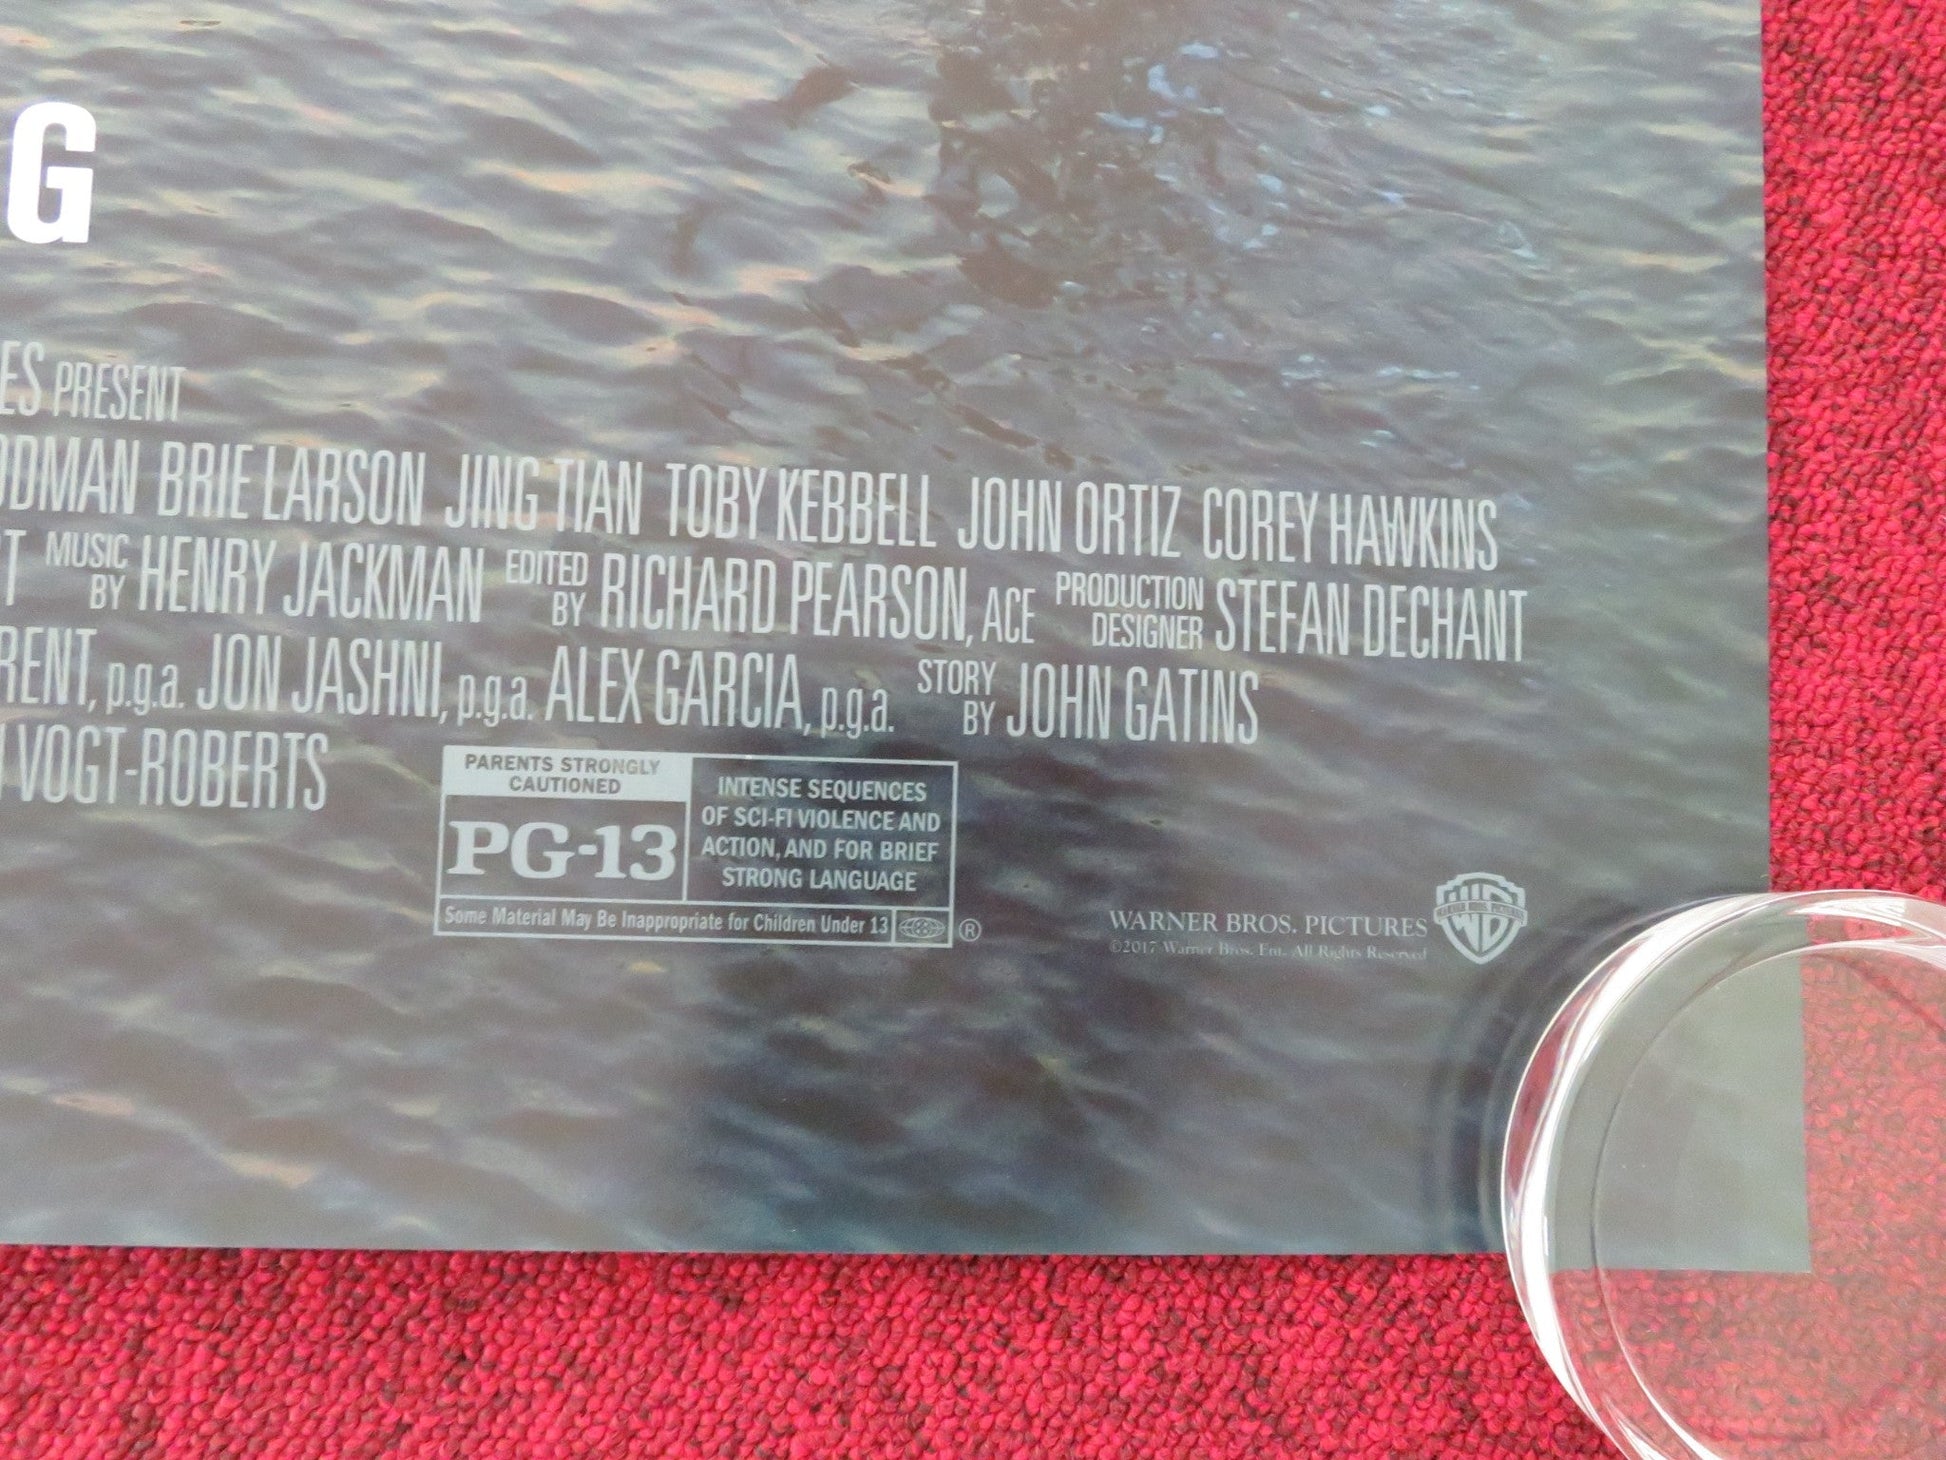 G
ES PRESENT
ODMAN BRIE LARSON JING TIAN TOBY KEBBELL JOHN ORTIZ COREY HAWKINS
T MUSIC BY HENRY JACKMAN EDITED BY RICHARD PEARSON, ACE PRODUCTION DESIGNER STEFAN DECHANT
RENT, p.g.a. JON JASHNI, p.g.a. ALEX GARCIA, p.g.a. STORY BY JOHN GATINS
VOGT-ROBERTS
PARENTS STRONGLY
CAUTIONED
PG-13
INTENSE SEQUENCES
OF SCI-FI VIOLENCE AND
ACTION, AND FOR BRIEF
STRONG LANGUAGE
Some Material May Be Inappropriate for Children Under 13
®
WARNER BROS. PICTURES
©2017 Warner Bros. Ent. All Rights Reserved
WB